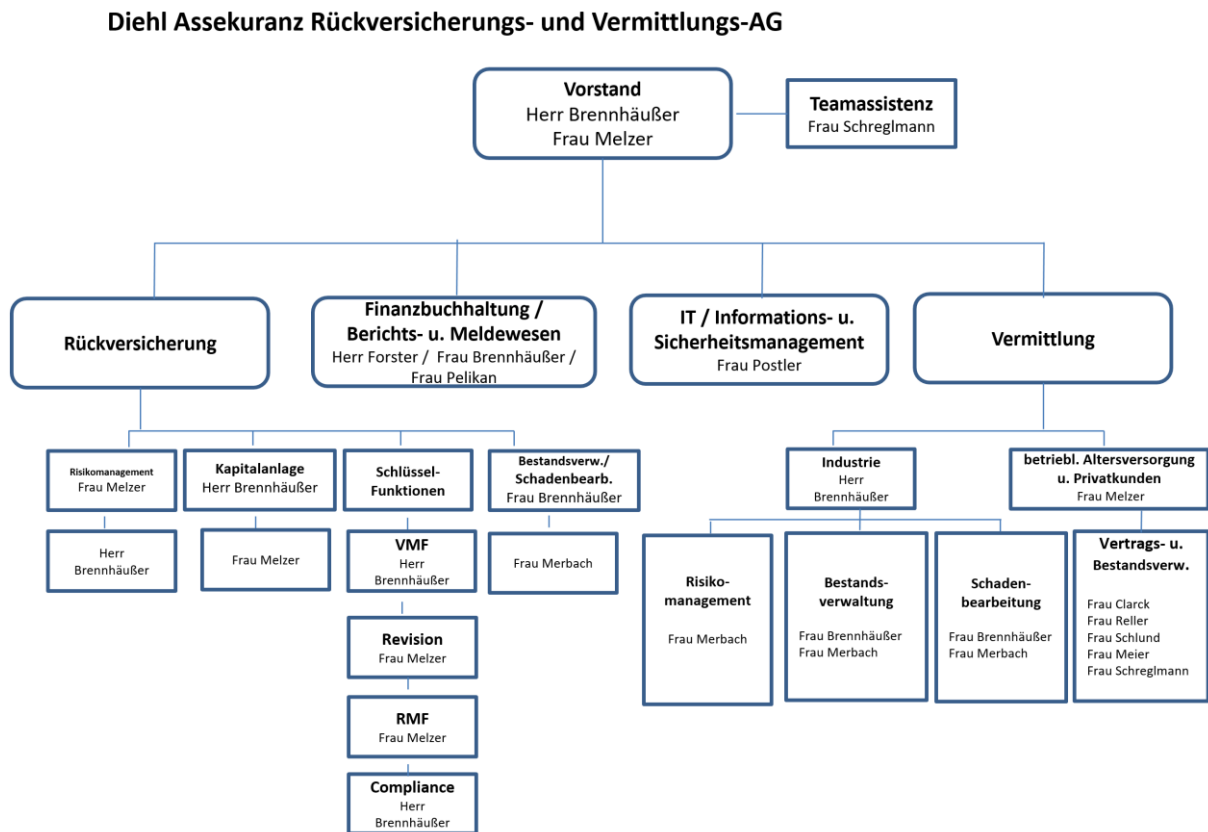 Diehl Assekuranz Rückversicherungs- und Vermittlungs-AG
Vorstand
Herr Brennhäußer
Frau Melzer
Teamassistenz
Frau Schreglmann
Rückversicherung
Finanzbuchhaltung /
Berichts- u. Meldewesen
Herr Forster / Frau Brennhäußer /
Frau Pelikan
IT / Informations- u.
Sicherheitsmanagement
Frau Postler
Vermittlung
Risikomanagement
Frau Melzer
Kapitalanlage
Herr Brennhäußer
Schlüssel-
Funktionen
Bestandsverw./
Schadenbearb.
Frau Brennhäußer
Industrie
Herr
Brennhäußer
betriebl. Altersversorgung
u. Privatkunden
Frau Melzer
Herr
Brennhäußer
Frau Melzer
VMF
Herr
Brennhäußer
Frau Merbach
Revision
Frau Melzer
RMF
Frau Melzer
Compliance
Herr
Brennhäußer
Risiko-
management
Frau Merbach
Bestands-
verwaltung
Frau Brennhäußer
Frau Merbach
Schaden-
bearbeitung
Frau Brennhäußer
Frau Merbach
Vertrags- u.
Bestandsverw.
Frau Clarck
Frau Reller
Frau Schlund
Frau Meier
Frau Schreglmann